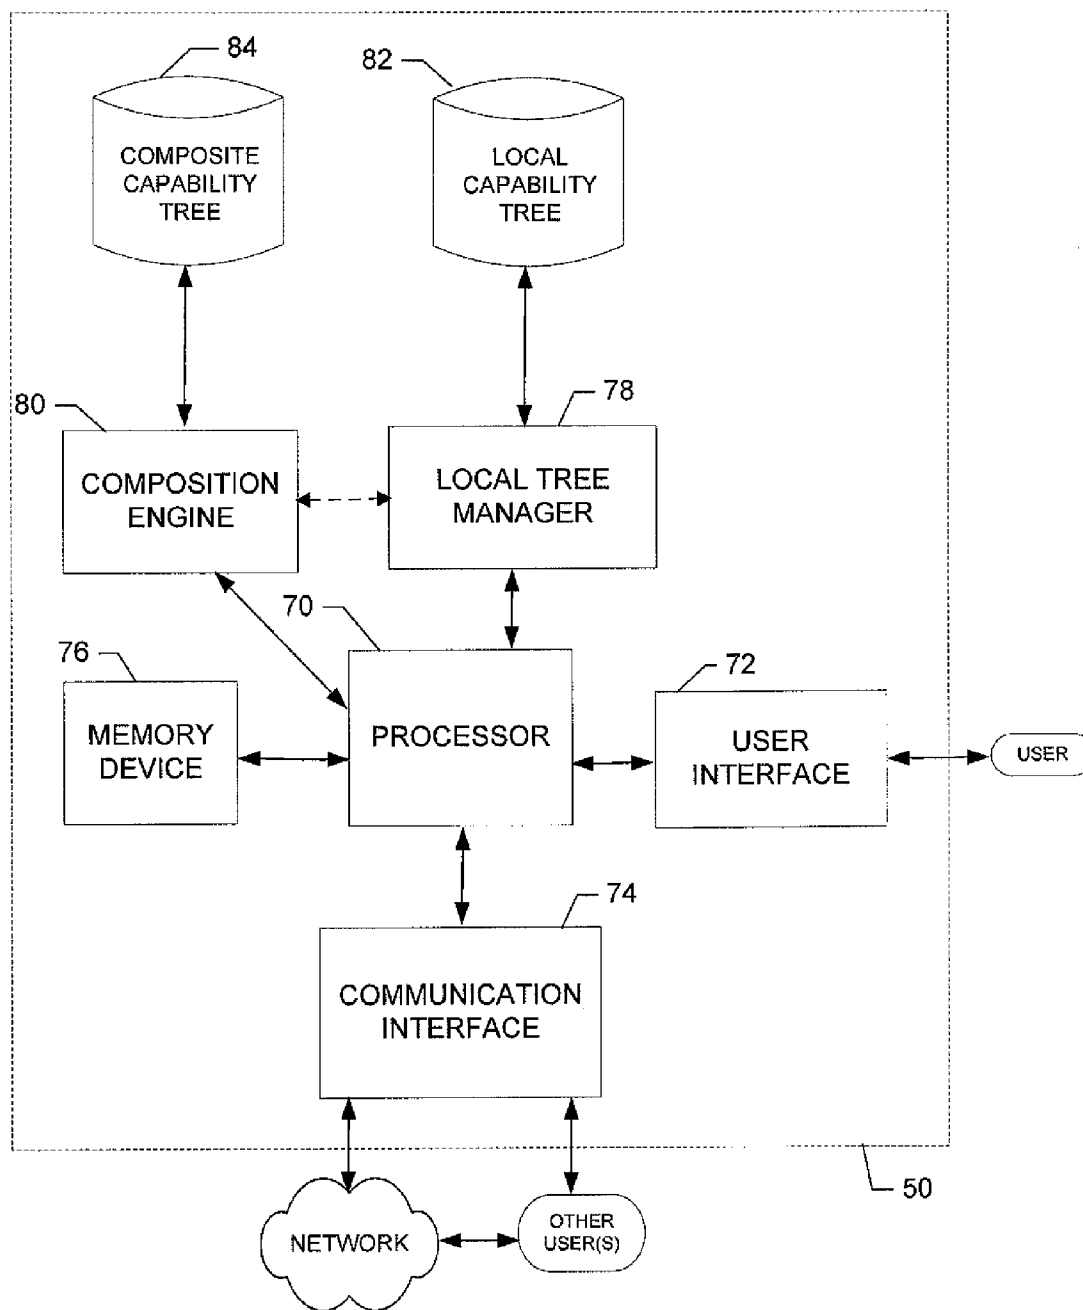 84
82
COMPOSITE
CAPABILITY
TREE
LOCAL
CAPABILITY
TREE
80
78
COMPOSITION
ENGINE
LOCAL TREE
MANAGER
70
76
72
MEMORY
DEVICE
PROCESSOR
USER
INTERFACE
USER
74
COMMUNICATION
INTERFACE
50
NETWORK
OTHER
USER(S)